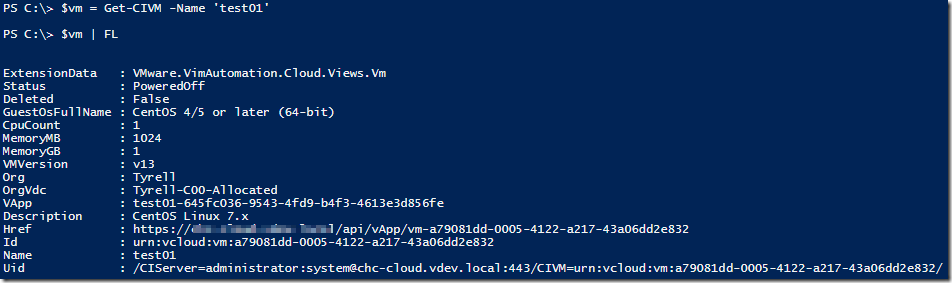 PS C:\> $vm = Get-CIVM -Name 'test01'
PS C:\> $vm | FL
ExtensionData : VMware.VimAutomation.Cloud.Views.Vm
Status : PoweredOff
Deleted : False
GuestOsFullName : CentOS 4/5 or later (64-bit)
CpuCount : 1
MemoryMB : 1024
MemoryGB : 1
VMVersion : v13
Org : Tyrell
OrgVdc : Tyrell-C00-Allocated
VApp : test01-645fc036-9543-4fd9-b4f3-4613e3d856fe
Description : CentOS Linux 7.x
Href : https:// /api/vApp/vm-a79081dd-0005-4122-a217-43a06dd2e832
Id : urn:vcloud:vm:a79081dd-0005-4122-a217-43a06dd2e832
Name : test01
Uid : /CIServer=administrator:system@chc-cloud.vdev.local:443/CIVM=urn:vcloud:vm:a79081dd-0005-4122-a217-43a06dd2e832/